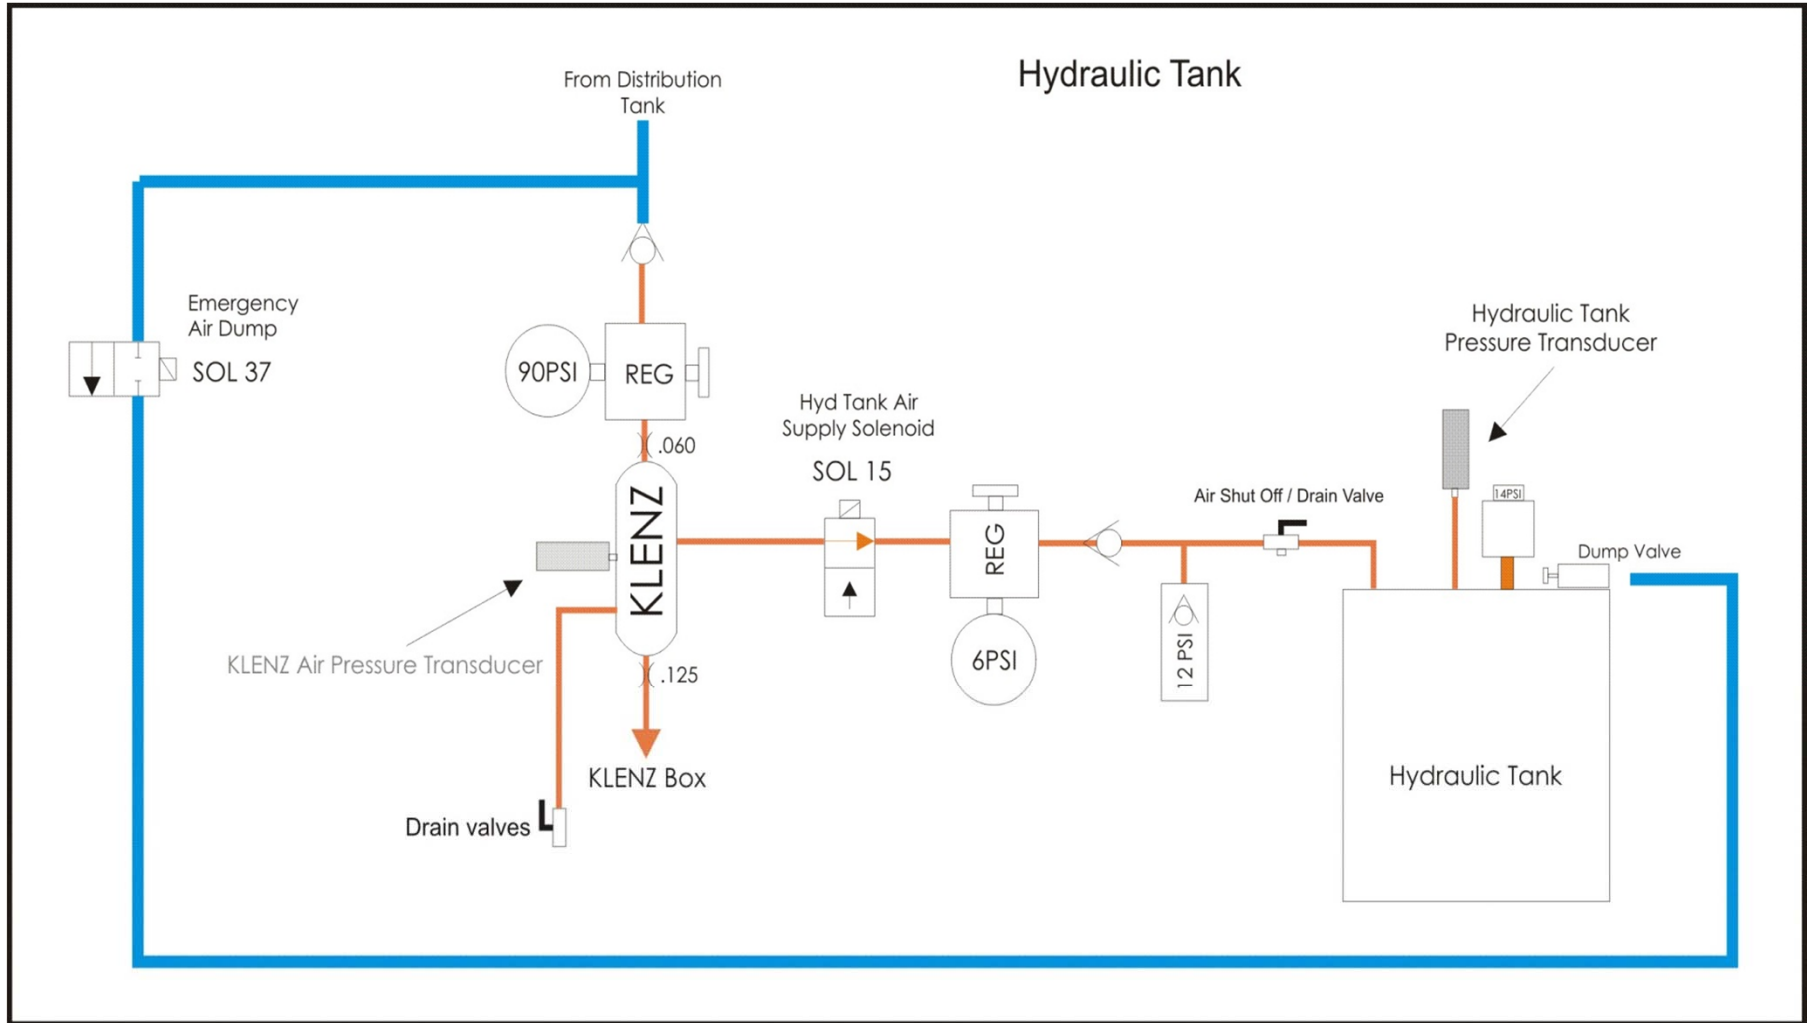 Hydraulic Tank
From Distribution
Tank
Emergency
Air Dump
SOL 37
90PSI
REG
.060
KLENZ
Hyd Tank Air
Supply Solenoid
SOL 15
REG
6PSI
Air Shut Off / Drain Valve
12 PSI
Hydraulic Tank
Pressure Transducer
14PSI
Dump Valve
KLENZ Air Pressure Transducer
.125
KLENZ Box
Drain valves
Hydraulic Tank